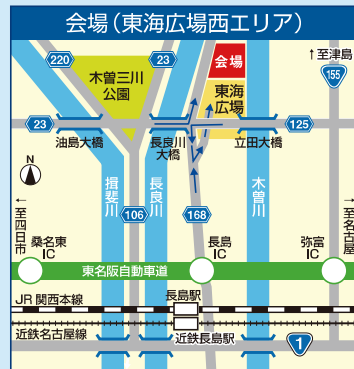 会場（東海広場西エリア）
220
23
会場
↑至津島
155
木曽三川
公園
東海
広場
23
125
油島大橋
長良川
大橋
立田大橋
N
揖斐川
長良川
木曽川
←至四日市
106
168
→至名古屋
桑名東
IC
長島
IC
弥富
IC
東名阪自動車道
JR関西本線
長島駅
近鉄名古屋線
近鉄長島駅
1